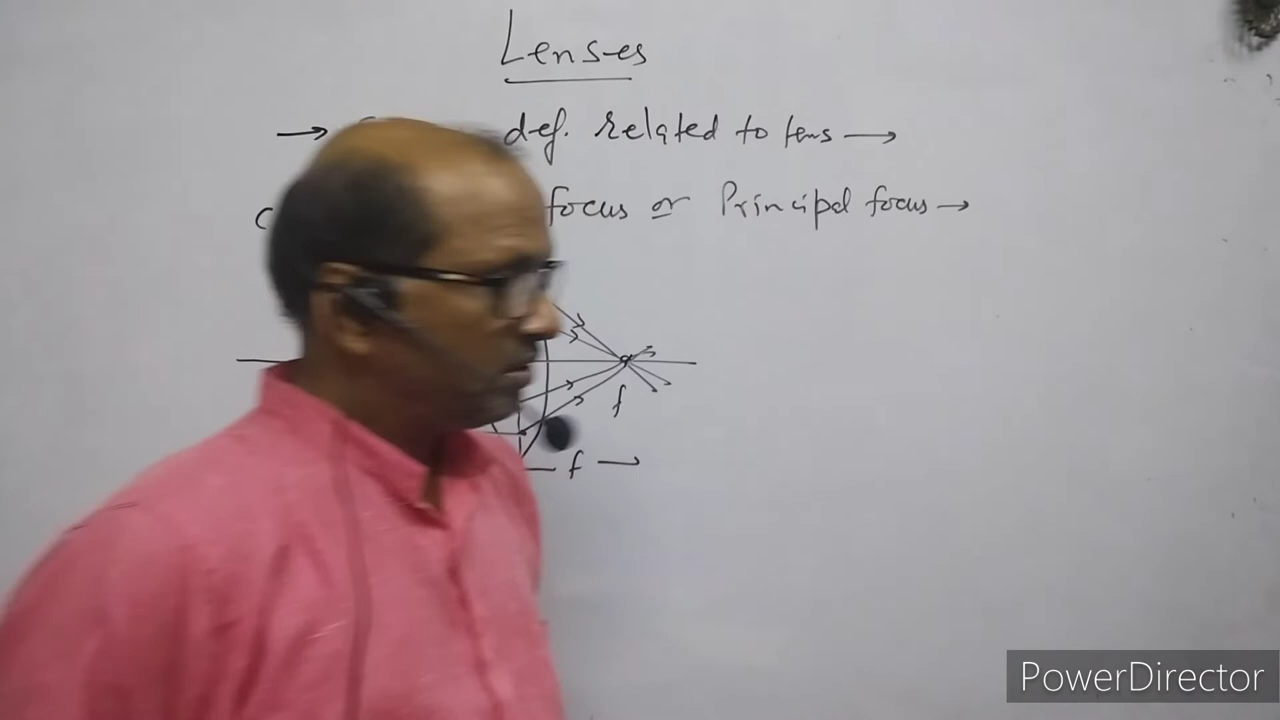 Lenses
→ def. related to lens →
focus or Principal focus →
f
f →
PowerDirector